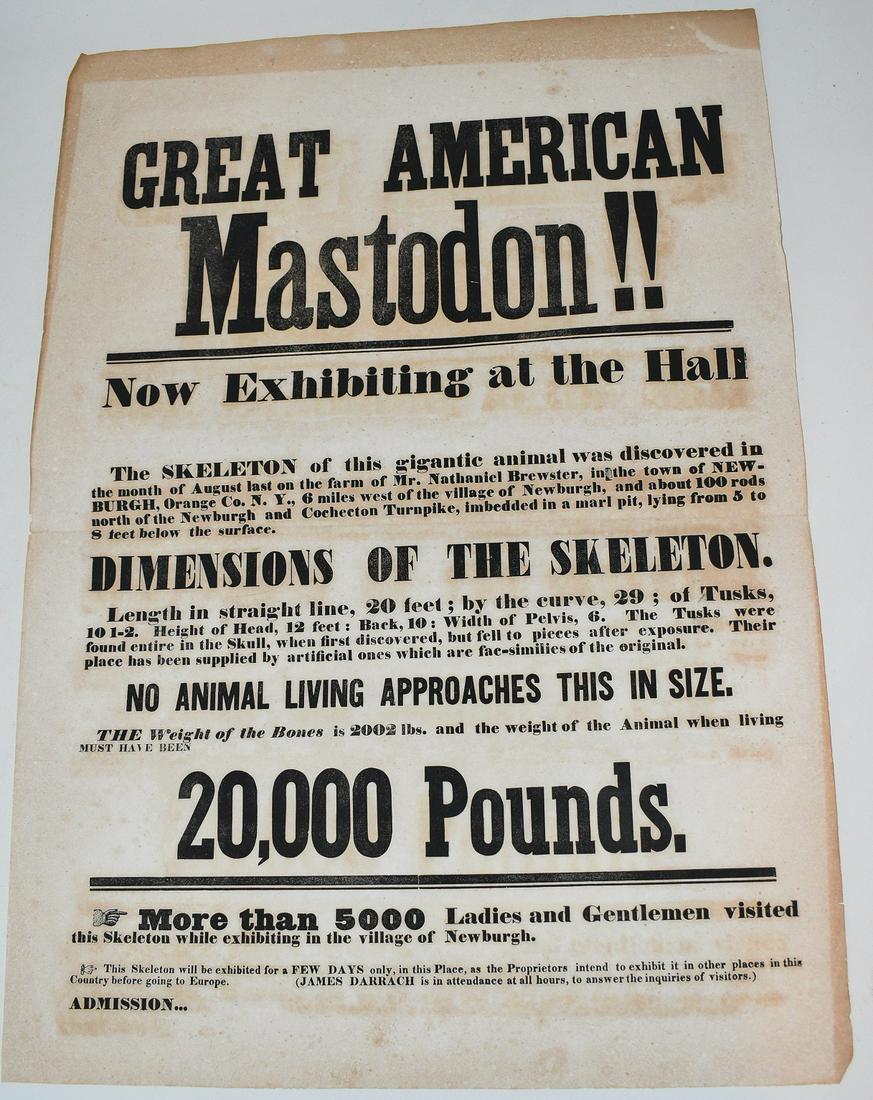 GREAT AMERICAN
Mastodon!!
Now Exhibiting at the Hall
The SKELETON of this gigantic animal was discovered in
the month of August last on the farm of Mr. Nathaniel Brewster, in the town of NEW-
BURGH, Orange Co. N. Y., 6 miles west of the village of Newburgh, and about 100 rods
north of the Newburgh and Cochecton Turnpike, imbedded in a marl pit, lying from 5 to
8 feet below the surface.
DIMENSIONS OF THE SKELETON.
Length in straight line, 20 feet; by the curve, 29; of Tusks,
10 1-2. Height of Head, 12 feet: Back, 10: Width of Pelvis, 6. The Tusks were
found entire in the Skull, when first discovered, but fell to pieces after exposure. Their
place has been supplied by artificial ones which are fac-similies of the original.
NO ANIMAL LIVING APPROACHES THIS IN SIZE.
THE Weight of the Bones is 2002 lbs. and the weight of the Animal when living
MUST HAVE BEEN
20,000 Pounds.
☞ More than 5000 Ladies and Gentlemen visited
this Skeleton while exhibiting in the village of Newburgh.
☞ This Skeleton will be exhibited for a FEW DAYS only, in this Place, as the Proprietors intend to exhibit it in other places in this
Country before going to Europe. (JAMES DARRACH is in attendance at all hours, to answer the inquiries of visitors.)
ADMISSION...